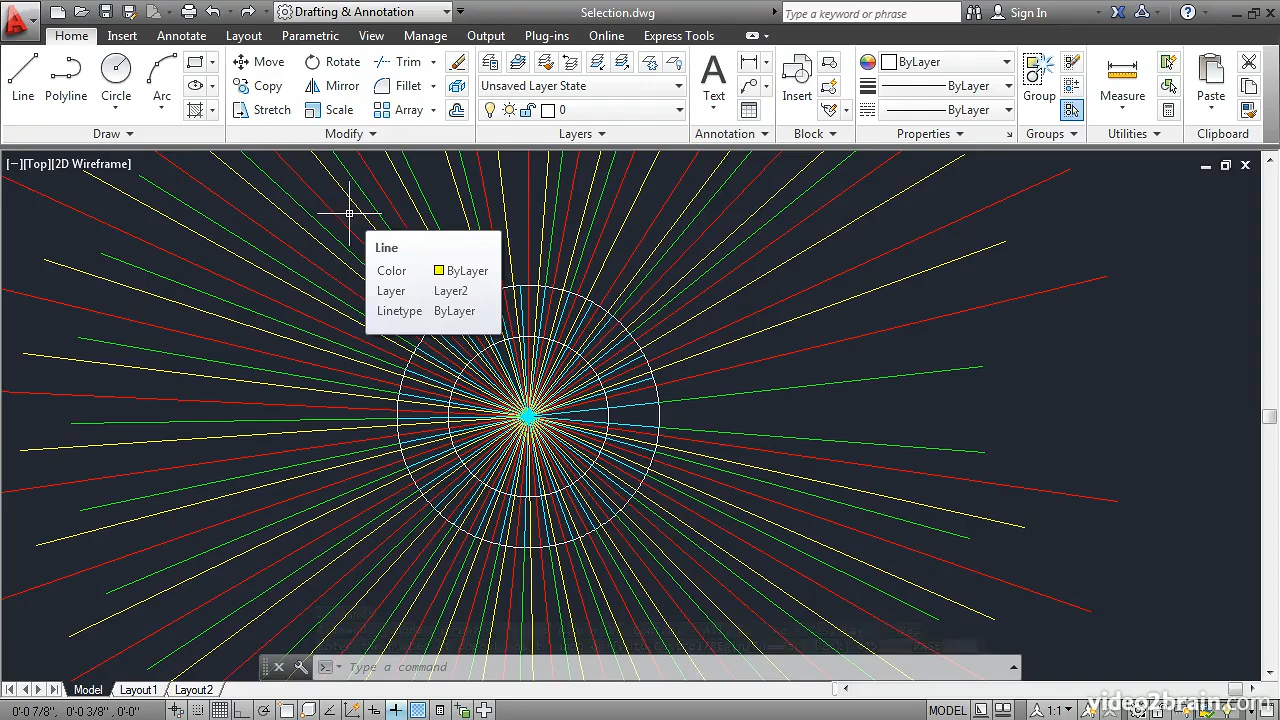 Drafting & Annotation
Selection.dwg
Type a keyword or phrase
Sign In
Home Insert Annotate Layout Parametric View Manage Output Plug-ins Online Express Tools
Line Polyline Circle Arc
Move Rotate Trim
Copy Mirror Fillet
Stretch Scale Array
Unsaved Layer State
0
Text
Insert
ByLayer
ByLayer
ByLayer
Group
Measure
Paste
Draw Modify Layers Annotation Block Properties Groups Utilities Clipboard
[−][Top][2D Wireframe]
Line
Color ByLayer
Layer Layer2
Linetype ByLayer
Type a command
Model Layout1 Layout2
0'-0 7/8", 0'-0 3/8", 0'-0"
MODEL
1:1
video2brain.com